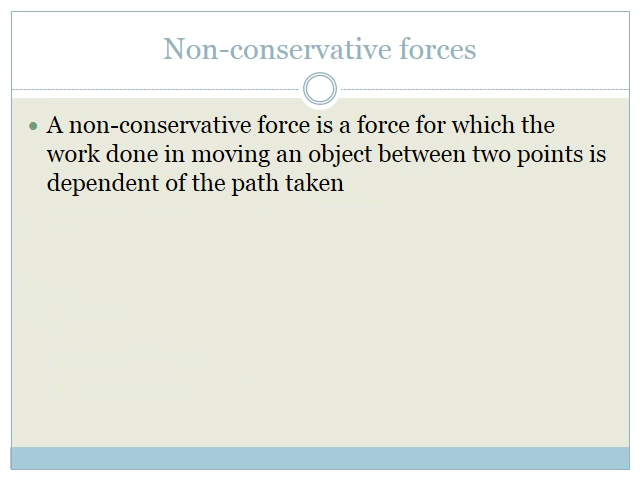 Non-conservative forces
• A non-conservative force is a force for which the
work done in moving an object between two points is
dependent of the path taken